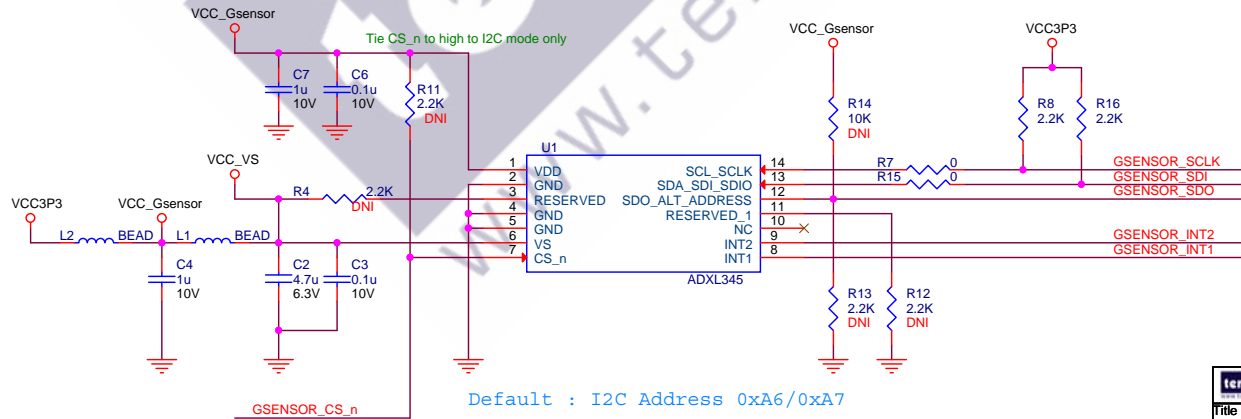 VCC_Gsensor
Tie CS_n to high to I2C mode only
VCC_Gsensor
VCC3P3
C7
1u
10V
C6
0.1u
10V
R11
2.2K
DNI
R14
10K
DNI
R8
2.2K
R16
2.2K
www.te
U1
VCC_VS
1 VDD
2 GND
3 RESERVED
4 GND
5 GND
6 VS
7 CS_n
SCL_SCLK 14
SDA_SDI_SDIO 13
SDO_ALT_ADDRESS 12
RESERVED_1 11
NC 10
INT2 9
INT1 8
ADXL345
R7 0
R15 0
GSENSOR_SCLK
GSENSOR_SDI
GSENSOR_SDO
GSENSOR_INT2
GSENSOR_INT1
R4 2.2K
DNI
VCC3P3
VCC_Gsensor
L2 BEAD
L1 BEAD
C4
1u
10V
C2
4.7u
6.3V
C3
0.1u
10V
R13
2.2K
DNI
R12
2.2K
DNI
Default : I2C Address 0xA6/0xA7
GSENSOR_CS_n
ter
Title